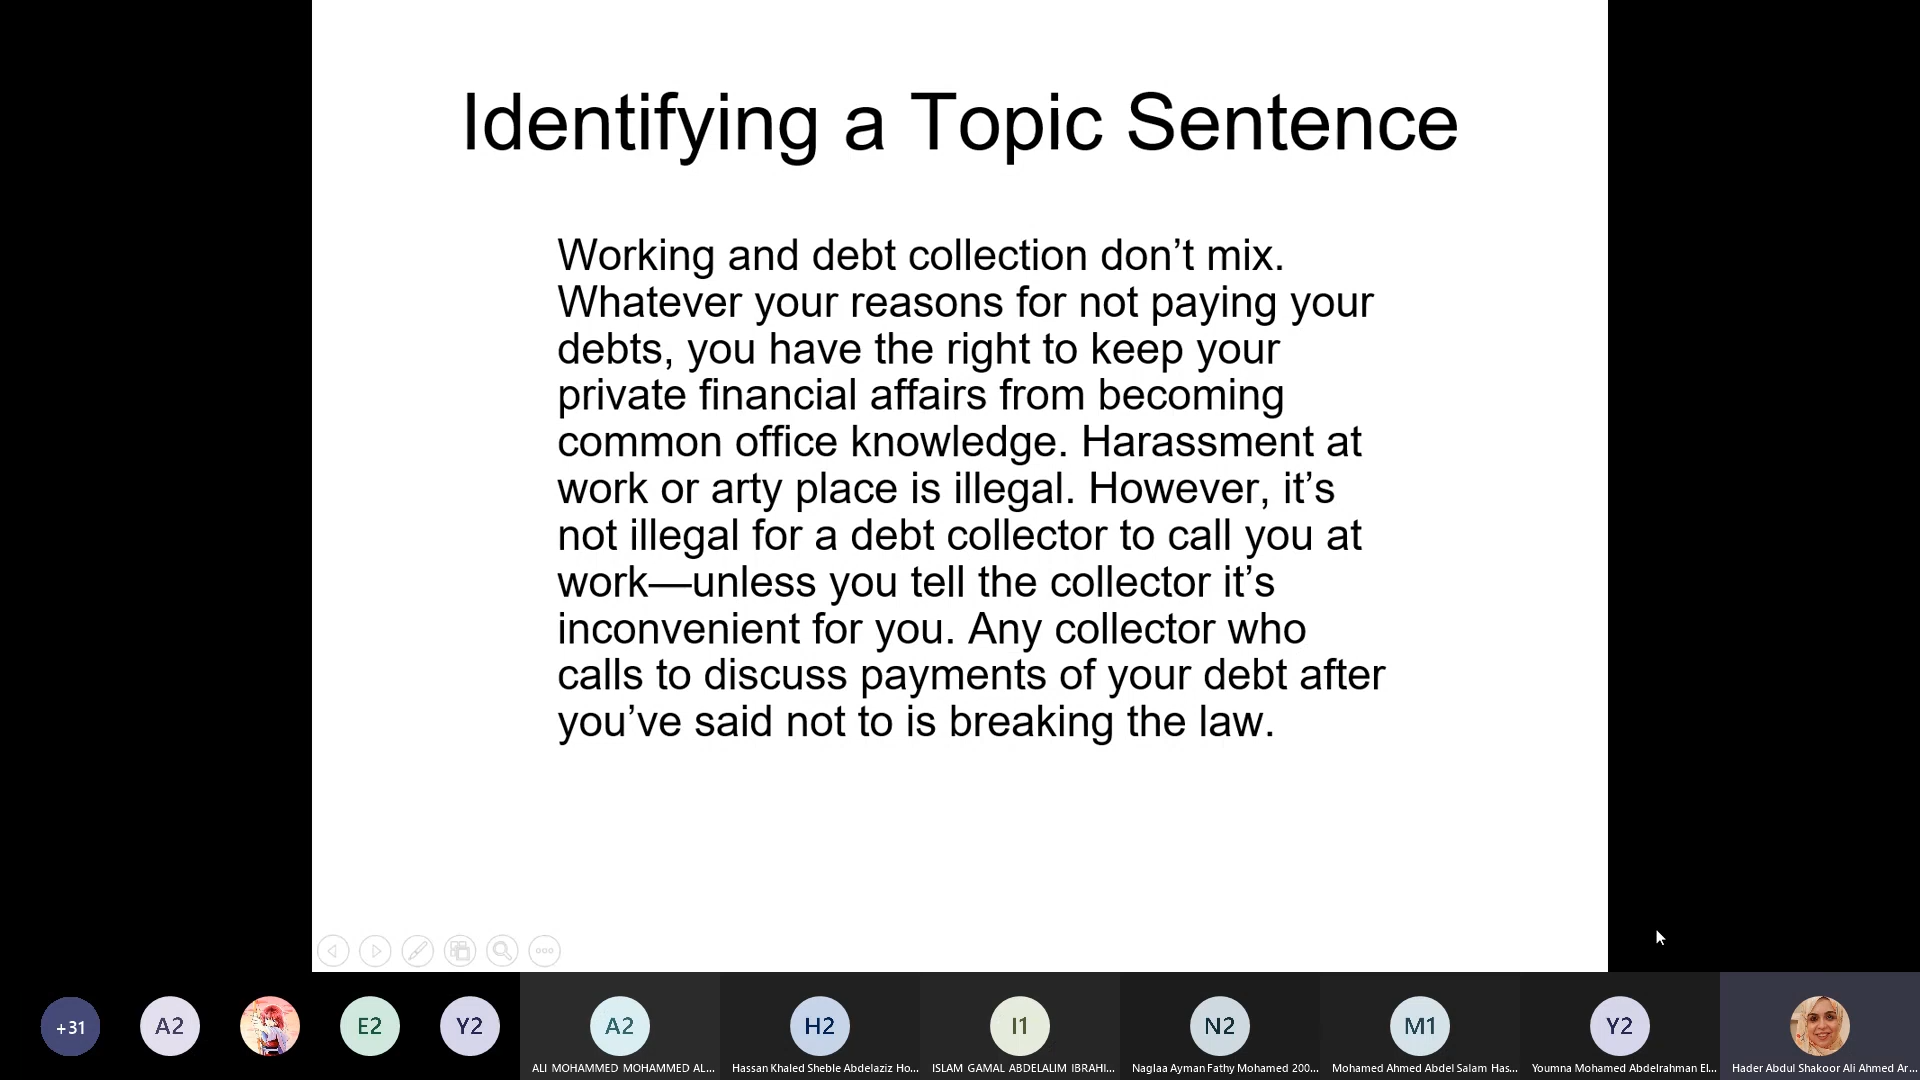 Identifying a Topic Sentence
Working and debt collection don’t mix.
Whatever your reasons for not paying your
debts, you have the right to keep your
private financial affairs from becoming
common office knowledge. Harassment at
work or arty place is illegal. However, it’s
not illegal for a debt collector to call you at
work—unless you tell the collector it’s
inconvenient for you. Any collector who
calls to discuss payments of your debt after
you’ve said not to is breaking the law.
+31
A2
E2
Y2
A2
H2
I1
N2
M1
Y2
ALI MOHAMMED MOHAMMED AL...
Hassan Khaled Sheble Abdelaziz Ho...
ISLAM GAMAL ABDELALIM IBRAHI...
Naglaa Ayman Fathy Mohamed 200...
Mohamed Ahmed Abdel Salam Has...
Youmna Mohamed Abdelrahman El...
Hader Abdul Shakoor Ali Ahmed Ar...